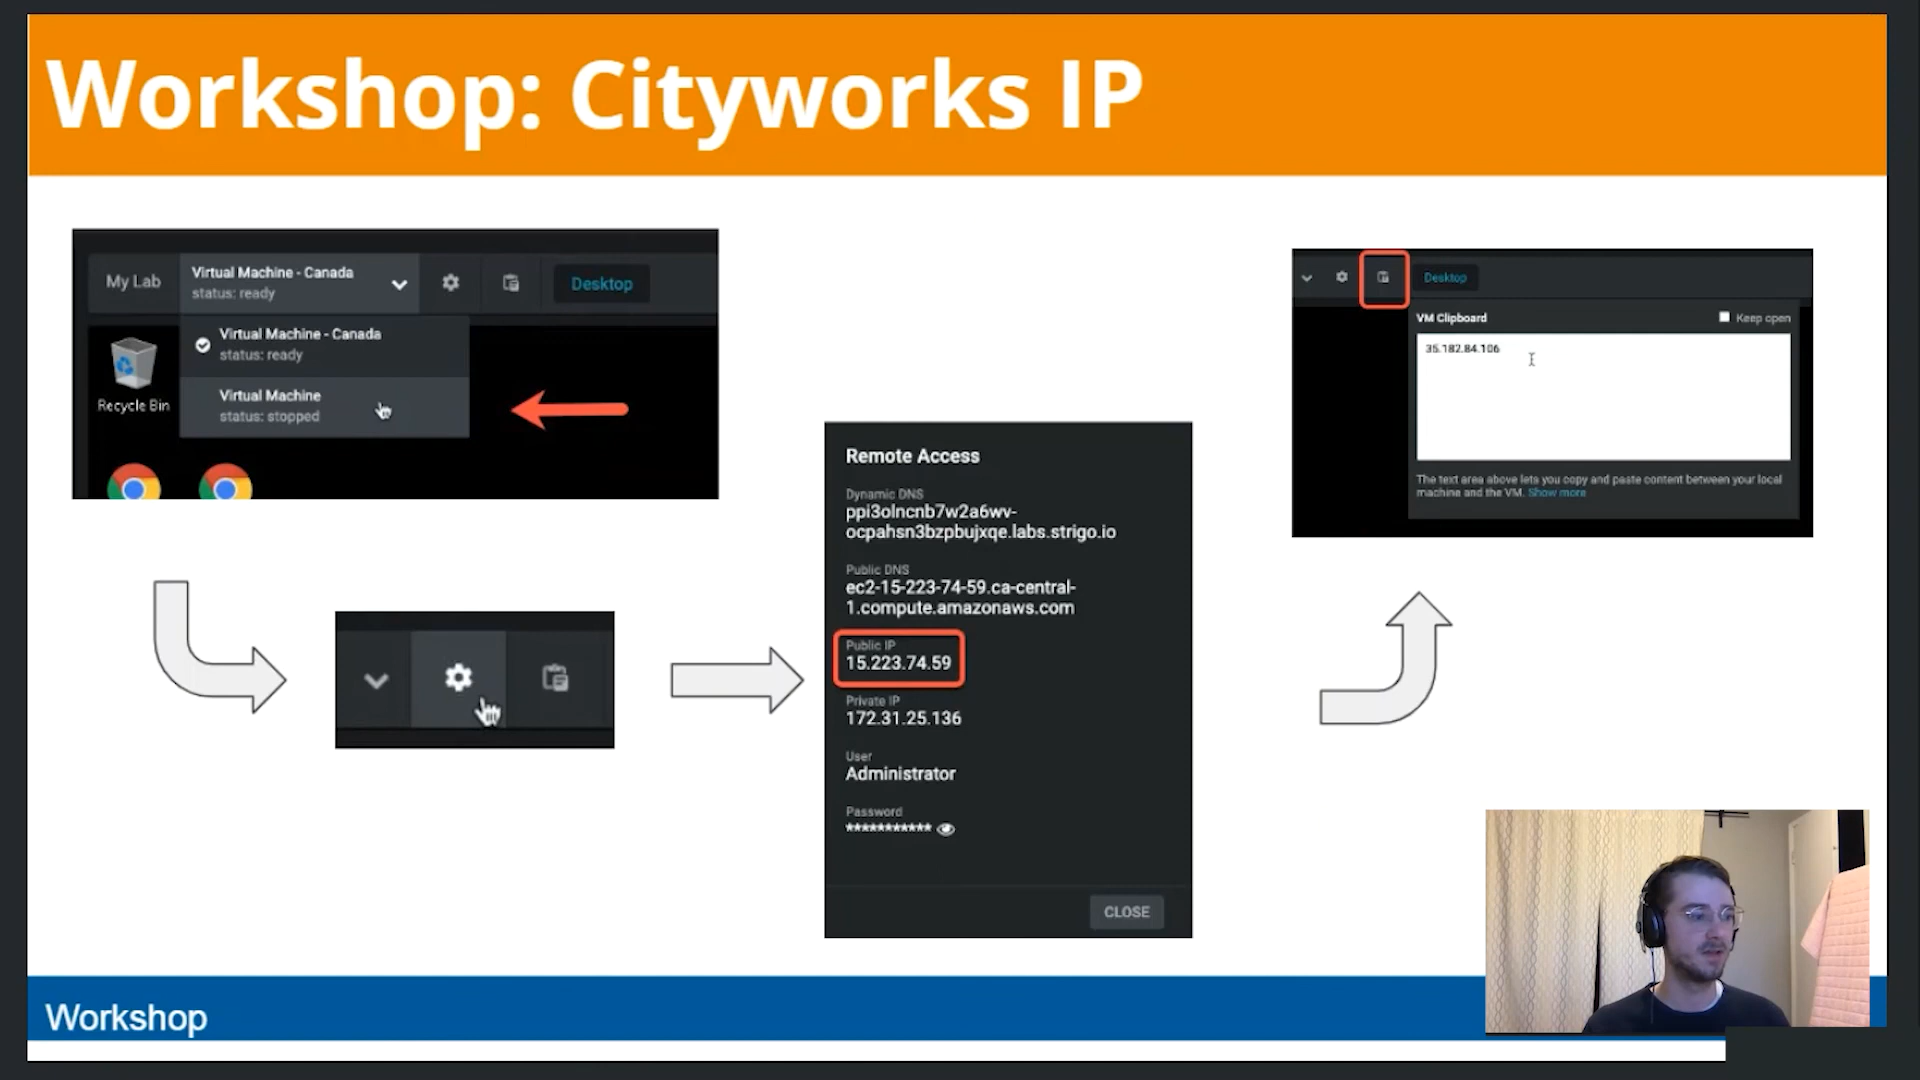 Workshop: Cityworks IP
My Lab
Virtual Machine - Canada
status: ready
Desktop
Virtual Machine - Canada
status: ready
Virtual Machine
status: stopped
Recycle Bin
Remote Access
Dynamic DNS
ppi3olncnb7w2a6wv-
ocpahsn3bzpbujxqe.labs.strigo.io
Public DNS
ec2-15-223-74-59.ca-central-
1.compute.amazonaws.com
Public IP
15.223.74.59
Private IP
172.31.25.136
User
Administrator
Password
***********
CLOSE
Desktop
VM Clipboard
Keep open
35.182.84.106
The text area above lets you copy and paste content between your local
machine and the VM. Show more
Workshop